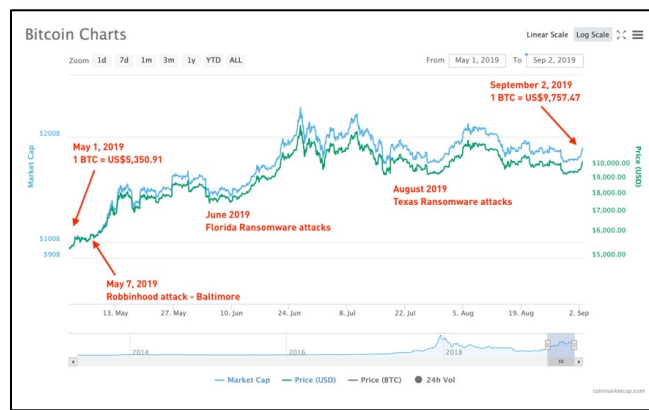 Bitcoin Charts
Linear Scale Log Scale
Zoom 1d 7d 1m 3m 1y YTD ALL
From May 1, 2019 To Sep 2, 2019
September 2, 2019
1 BTC = US$9,757.47
$200B
May 1, 2019
1 BTC = US$5,350.91
Market Cap
Price (USD)
$10,000.00
$9,000.00
$8,000.00
$7,000.00
$6,000.00
$5,000.00
August 2019
Texas Ransomware attacks
June 2019
Florida Ransomware attacks
$100B
$90B
May 7, 2019
Robbinhood attack - Baltimore
13. May 27. May 10. Jun 24. Jun 8. Jul 22. Jul 5. Aug 19. Aug 2. Sep
2014 2016 2018
Market Cap Price (USD) Price (BTC) 24h Vol
coinmarketcap.com